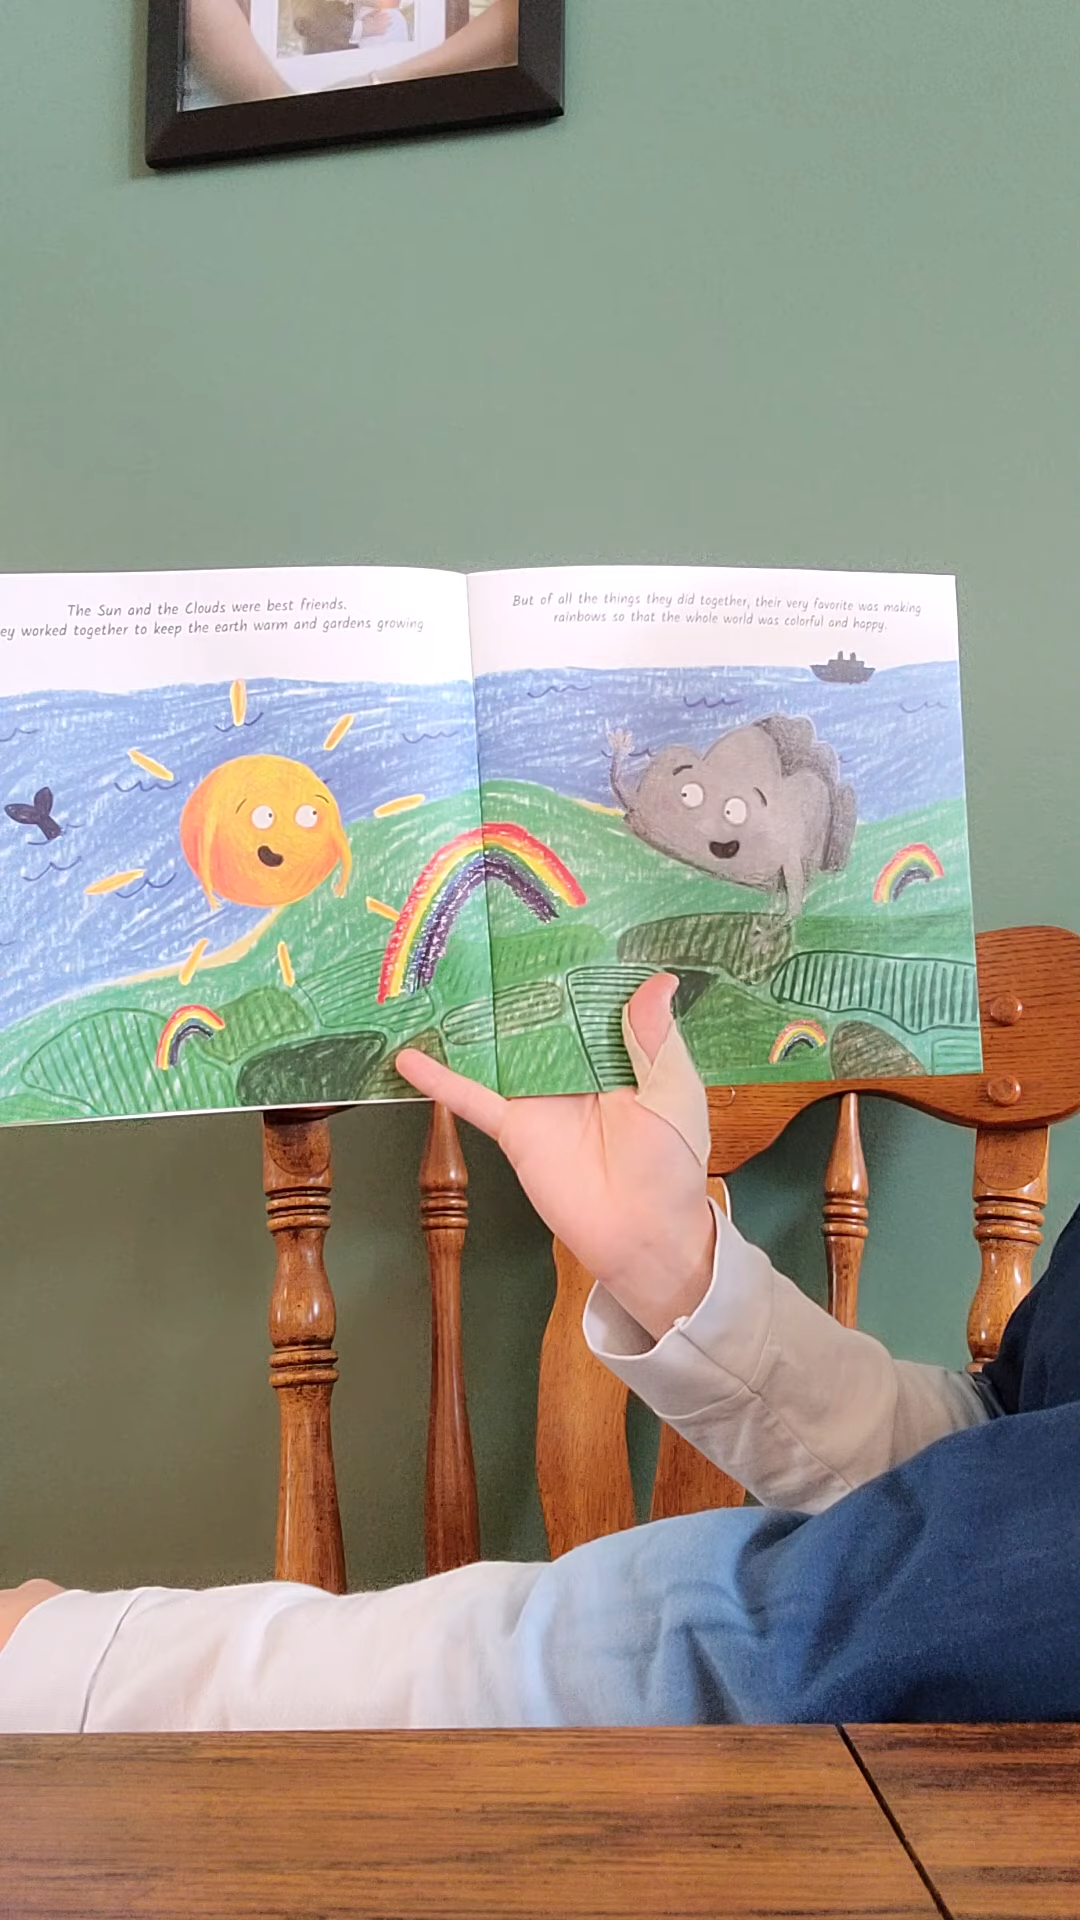 The Sun and the Clouds were best friends.
worked together to keep the earth warm and gardens growing
But of all the things they did together, their very favorite was making
rainbows so that the whole world was colorful and happy.